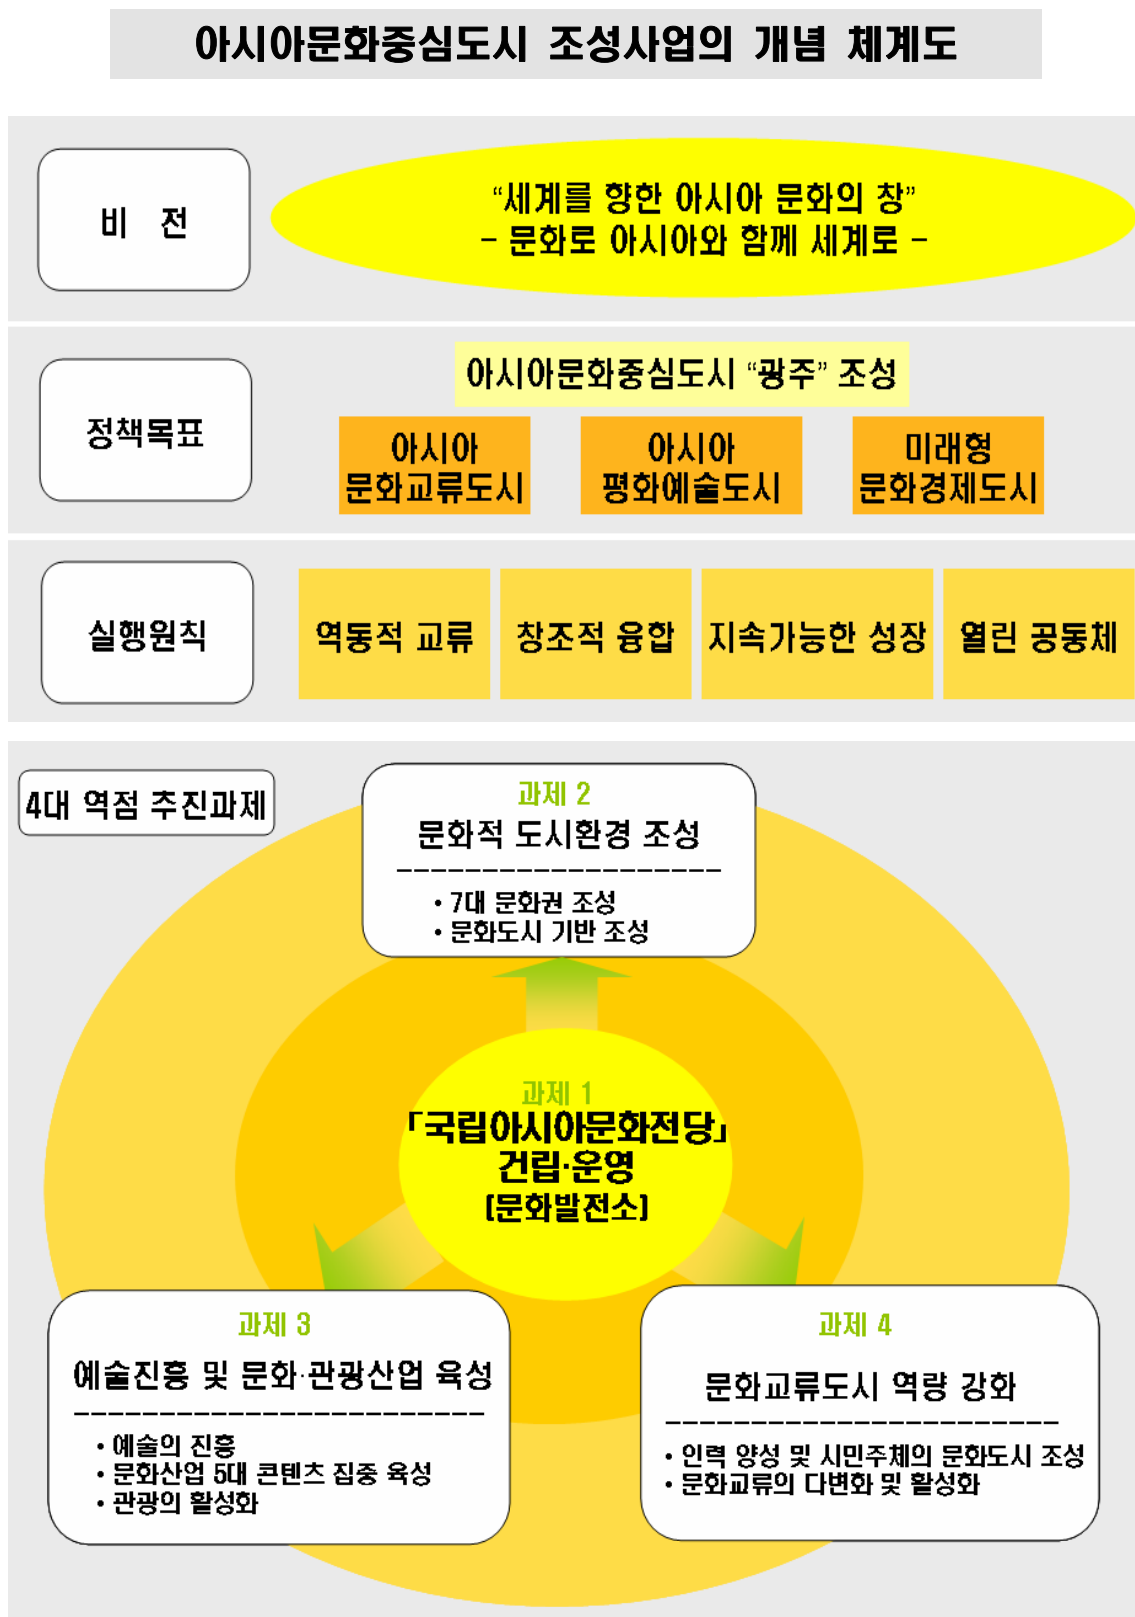 아시아문화중심도시 조성사업의 개념 체계도
비 전
“세계를 향한 아시아 문화의 창”
- 문화로 아시아와 함께 세계로 -
정책목표
아시아문화중심도시 “광주” 조성
아시아
문화교류도시
아시아
평화예술도시
미래형
문화경제도시
실행원칙
역동적 교류
창조적 융합
지속가능한 성장
열린 공동체
4대 역점 추진과제
과제 2
문화적 도시환경 조성
• 7대 문화권 조성
• 문화도시 기반 조성
과제 1
「국립아시아문화전당」
건립·운영
[문화발전소]
과제 3
예술진흥 및 문화·관광산업 육성
• 예술의 진흥
• 문화산업 5대 콘텐츠 집중 육성
• 관광의 활성화
과제 4
문화교류도시 역량 강화
• 인력 양성 및 시민주체의 문화도시 조성
• 문화교류의 다변화 및 활성화